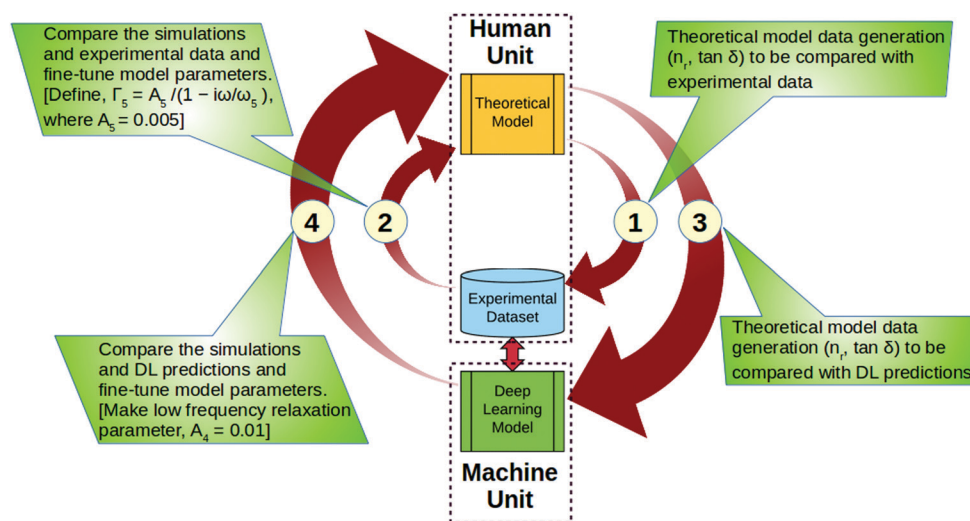 Compare the simulations
and experimental data and
fine-tune model parameters.
[Define, Γ₅ = A₅ /(1 − iω/ω₅ ),
where A₅ = 0.005]
Human
Unit
Theoretical
Model
Theoretical model data generation
(nᵣ, tan δ) to be compared with
experimental data
4
2
1
3
Experimental
Dataset
Compare the simulations
and DL predictions and
fine-tune model parameters.
[Make low frequency relaxation
parameter, A₄ = 0.01]
Theoretical model data
generation (nᵣ, tan δ) to be
compared with DL predictions
Deep
Learning
Model
Machine
Unit